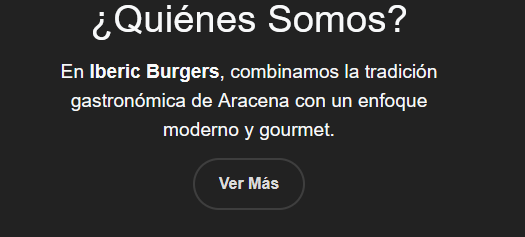 ¿Quiénes Somos?
En Iberic Burgers, combinamos la tradición
gastronómica de Aracena con un enfoque
moderno y gourmet.
Ver Más